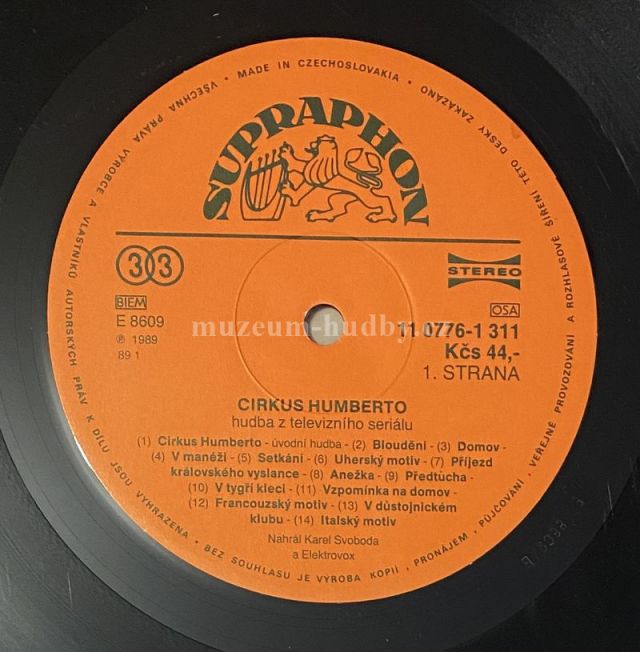 VŠECHNA PRÁVA VÝROBCE A VLASTNÍKŮ AUTORSKÝCH PRÁV K DÍLU JSOU VYHRAZENA • BEZ SOUHLASU JE VÝROBA KOPIÍ, PRONÁJEM, PŮJČOVÁNÍ, VEŘEJNÉ PROVOZOVÁNÍ A ROZHLASOVÉ ŠÍŘENÍ TÉTO DESKY ZAKÁZÁNO • MADE IN CZECHOSLOVAKIA •
SUPRAPHON
33
STEREO
BIEM
OSA
E 8609
11 0776-1 311
℗ 1989
Kčs 44,-
89 1
1. STRANA
muzeum-hudby
CIRKUS HUMBERTO
hudba z televizního seriálu
(1) Cirkus Humberto - úvodní hudba - (2) Bloudění - (3) Domov -
(4) V manéži - (5) Setkání - (6) Uherský motiv - (7) Příjezd
královského vyslance - (8) Anežka - (9) Předtucha -
(10) V tygří kleci - (11) Vzpomínka na domov -
(12) Francouzský motiv - (13) V důstojnickém
klubu - (14) Italský motiv
Nahrál Karel Svoboda
a Elektrovox